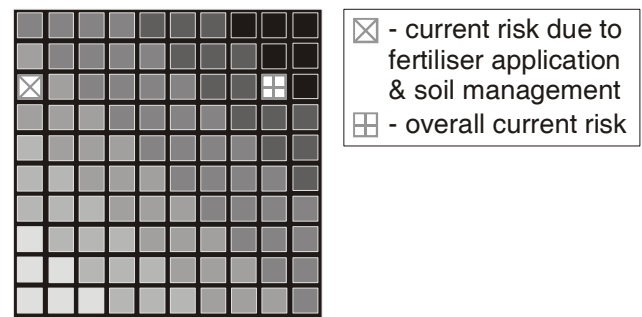 - current risk due to
fertiliser application
& soil management
- overall current risk